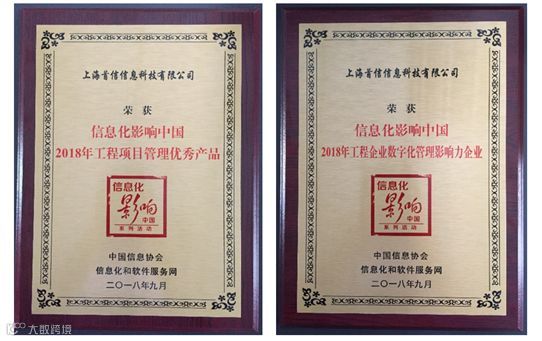 上海首信信息科技有限公司
荣获
信息化影响中国
2018年工程项目管理优秀产品
信息化
影响
中国
系列活动
中国信息协会
信息化和软件服务网
二〇一八年九月
上海首信信息科技有限公司
荣获
信息化影响中国
2018年工程企业数字化管理影响力企业
信息化
影响
中国
系列活动
中国信息协会
信息化和软件服务网
二〇一八年九月
大数跨境